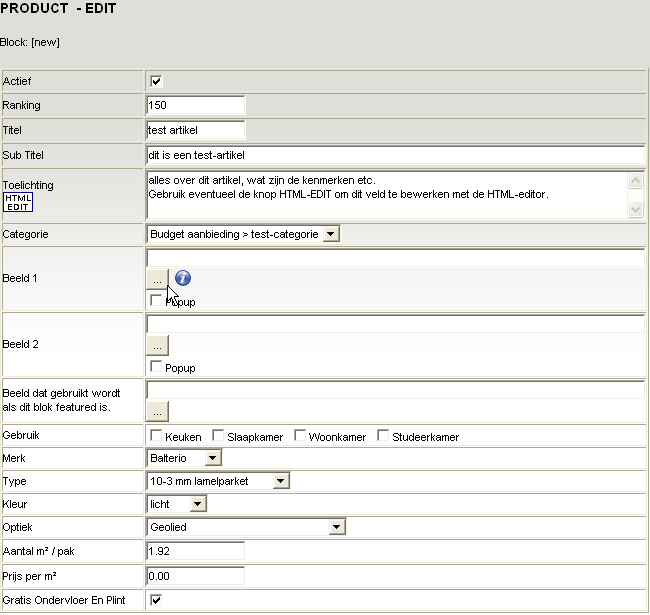 PRODUCT - EDIT
Block: [new]
Actief
Ranking 150
Titel test artikel
Sub Titel dit is een test-artikel
Toelichting
HTML EDIT
alles over dit artikel, wat zijn de kenmerken etc.
Gebruik eventueel de knop HTML-EDIT om dit veld te bewerken met de HTML-editor.
Categorie Budget aanbieding > test-categorie
Beeld 1
...
Popup
Beeld 2
...
Popup
Beeld dat gebruikt wordt
als dit blok featured is.
...
Gebruik Keuken Slaapkamer Woonkamer Studeerkamer
Merk Balterio
Type 10-3 mm lamelparket
Kleur licht
Optiek Geolied
Aantal m² / pak 1.92
Prijs per m² 0.00
Gratis Ondervloer En Plint